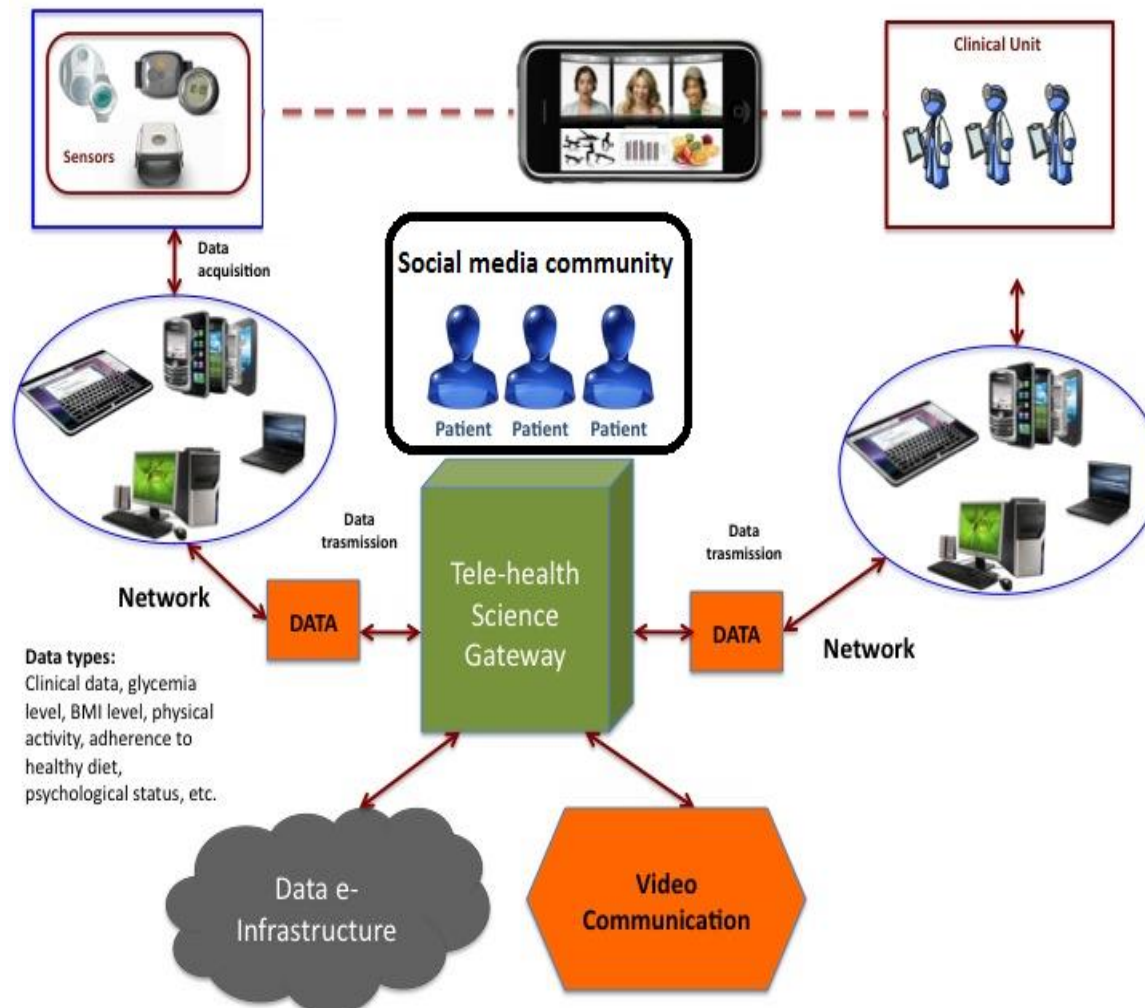 Clinical Unit
Sensors
Data
acquisition
Social media community
Patient Patient Patient
Data
trasmission
Data
trasmission
Tele-health
Science
Gateway
Network
DATA
DATA
Network
Data types:
Clinical data, glycemia
level, BMI level, physical
activity, adherence to
healthy diet,
psychological status, etc.
Data e-
Infrastructure
Video
Communication